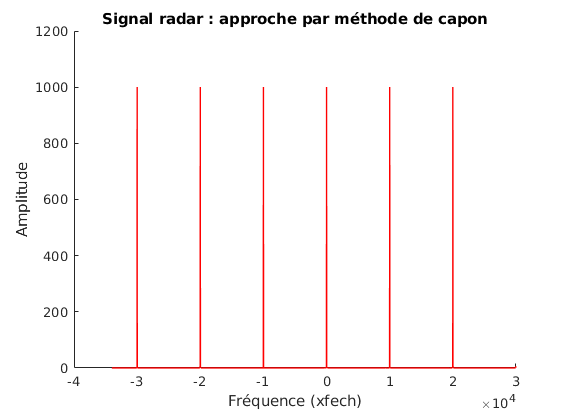 Signal radar : approche par méthode de capon
1200
1000
800
600
400
200
0
Amplitude
-4 -3 -2 -1 0 1 2 3
Fréquence (xfech)
×10⁴